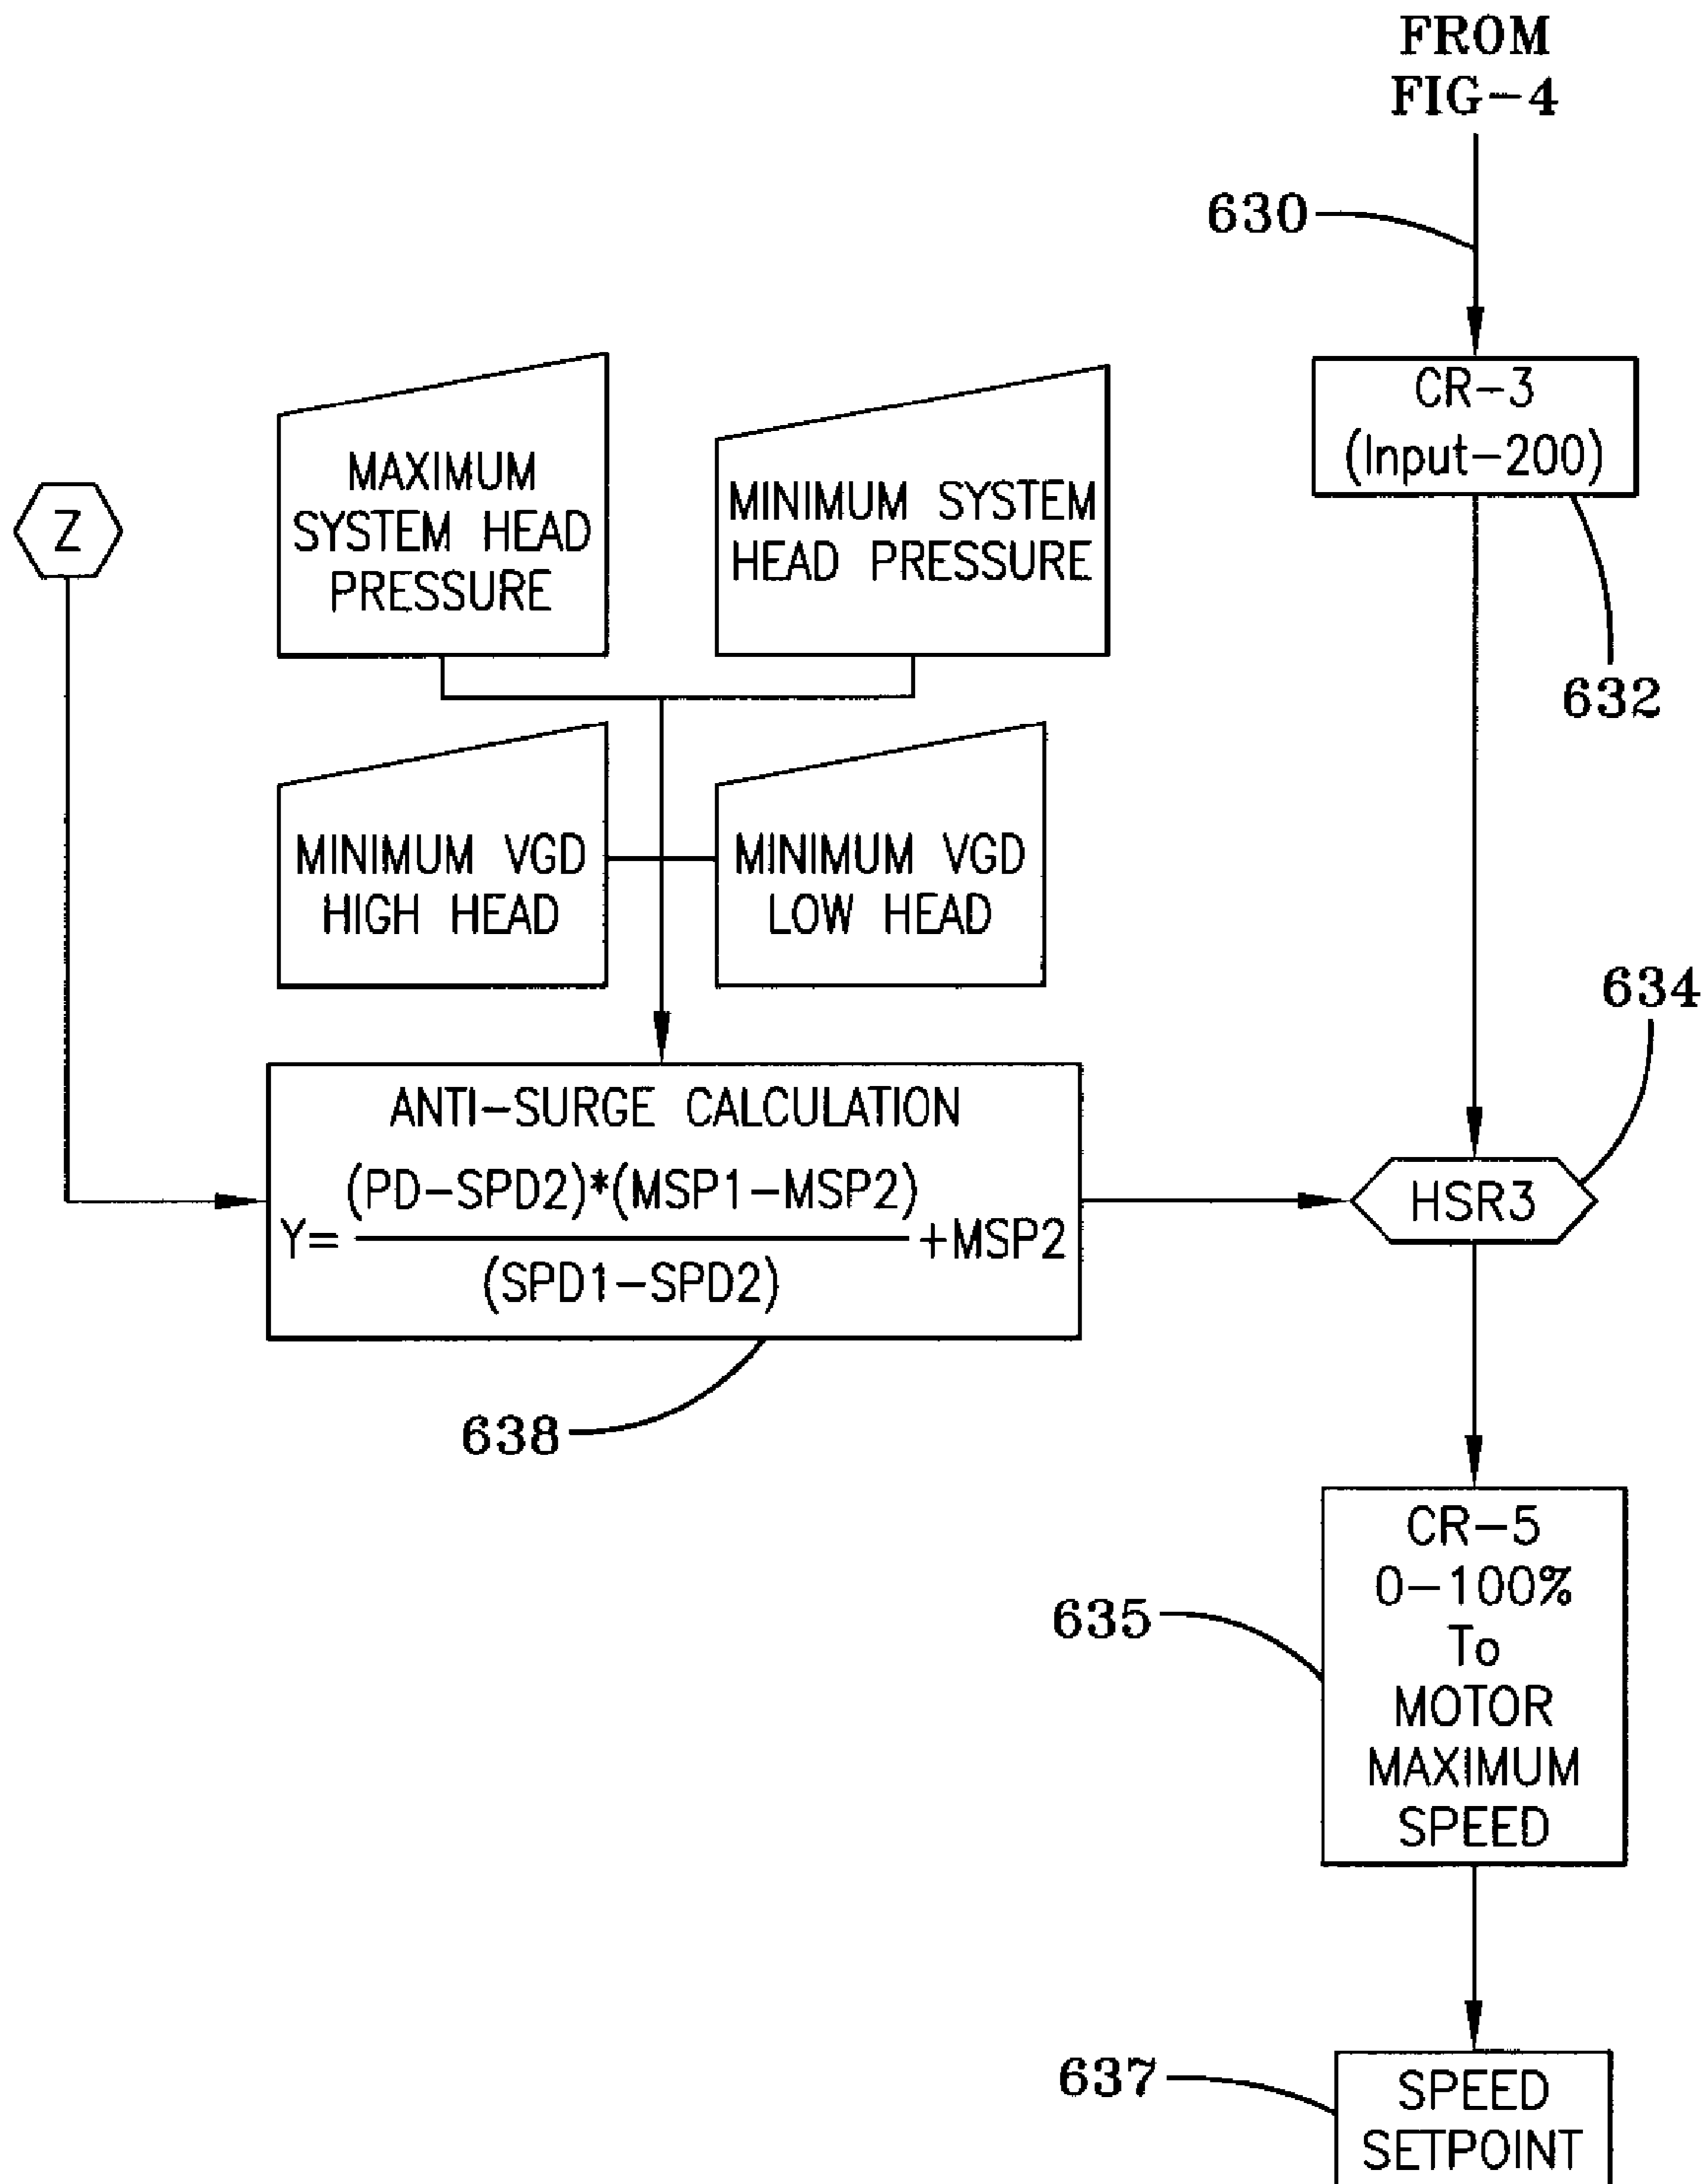 FROM
FIG-4
630
CR-3
(Input-200)
632
Z
MAXIMUM
SYSTEM HEAD
PRESSURE
MINIMUM SYSTEM
HEAD PRESSURE
MINIMUM VGD
HIGH HEAD
MINIMUM VGD
LOW HEAD
634
ANTI-SURGE CALCULATION
(PD-SPD2)*(MSP1-MSP2)
Y= +MSP2
(SPD1-SPD2)
HSR3
638
CR-5
0-100%
To
MOTOR
MAXIMUM
SPEED
635
637
SPEED
SETPOINT